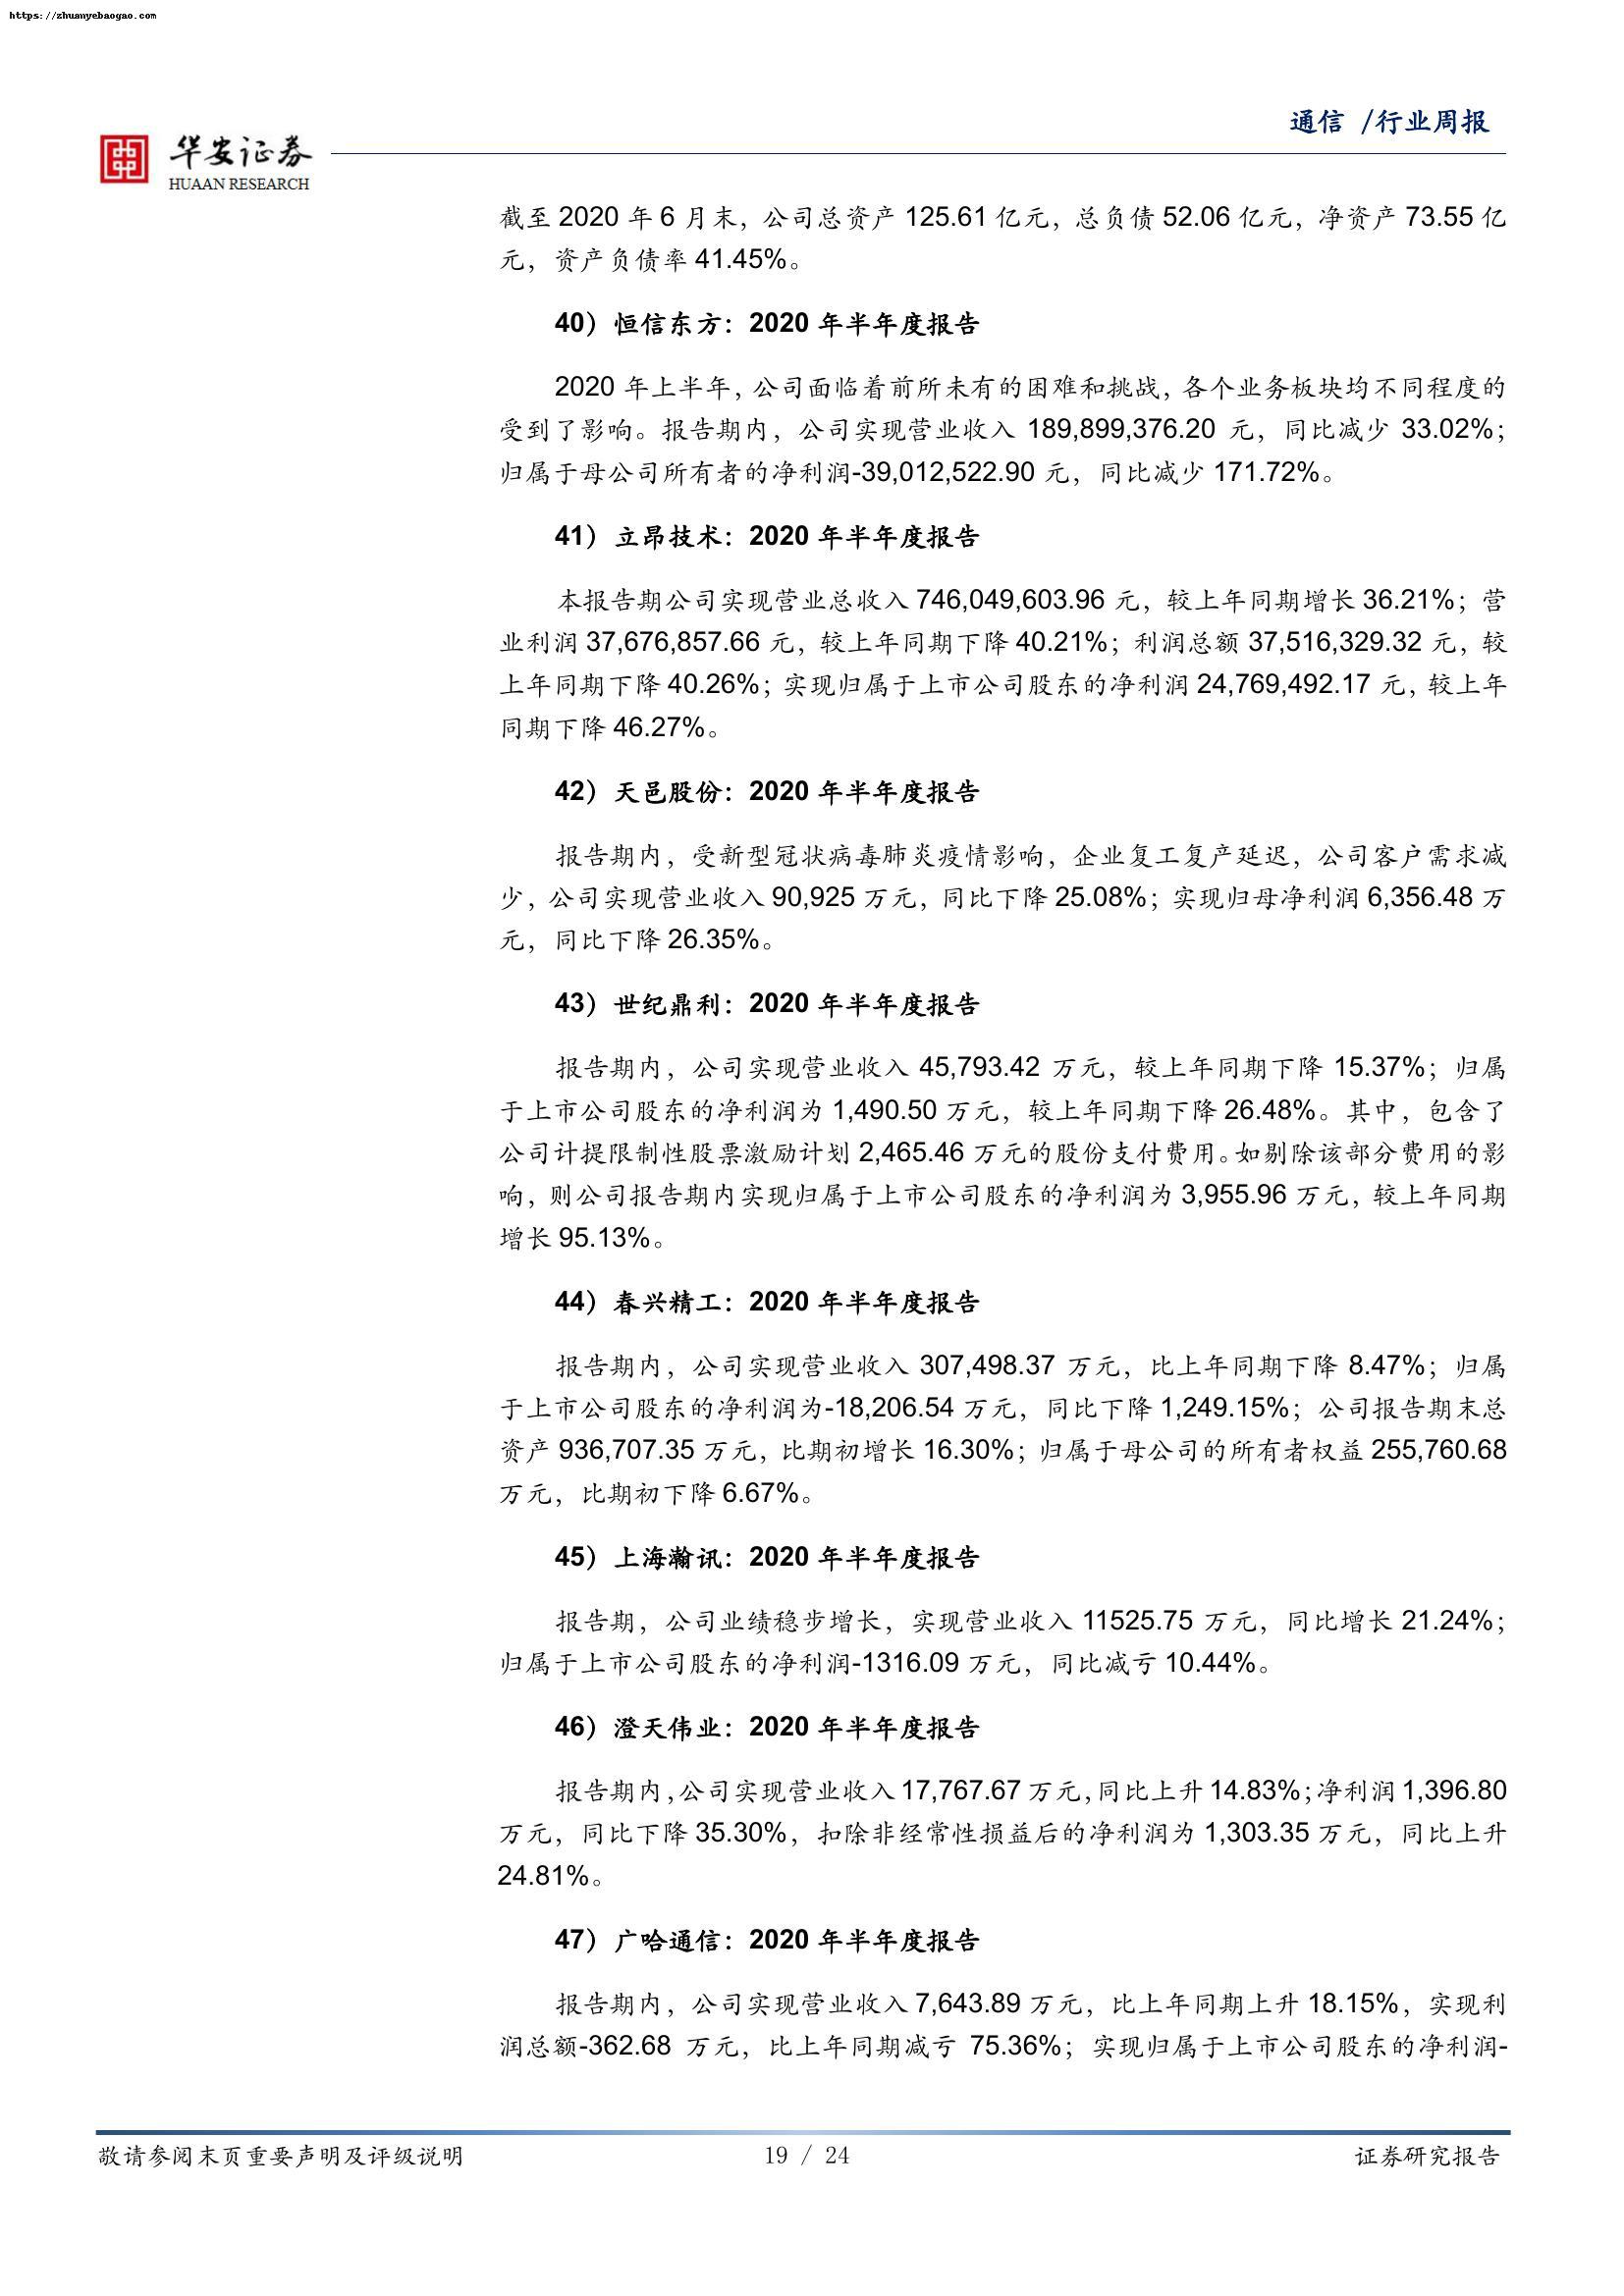 https://zhuanyebaogao.com
通信 /行业周报
华安证券
HUAAN RESEARCH
截至 2020 年 6 月末，公司总资产 125.61 亿元，总负债 52.06 亿元，净资产 73.55 亿
元，资产负债率 41.45%。
40）恒信东方：2020 年半年度报告
2020 年上半年，公司面临着前所未有的困难和挑战，各个业务板块均不同程度的
受到了影响。报告期内，公司实现营业收入 189,899,376.20 元，同比减少 33.02%；
归属于母公司所有者的净利润-39,012,522.90 元，同比减少 171.72%。
41）立昂技术：2020 年半年度报告
本报告期公司实现营业总收入 746,049,603.96 元，较上年同期增长 36.21%；营
业利润 37,676,857.66 元，较上年同期下降 40.21%；利润总额 37,516,329.32 元，较
上年同期下降 40.26%；实现归属于上市公司股东的净利润 24,769,492.17 元，较上年
同期下降 46.27%。
42）天邑股份：2020 年半年度报告
报告期内，受新型冠状病毒肺炎疫情影响，企业复工复产延迟，公司客户需求减
少，公司实现营业收入 90,925 万元，同比下降 25.08%；实现归母净利润 6,356.48 万
元，同比下降 26.35%。
43）世纪鼎利：2020 年半年度报告
报告期内，公司实现营业收入 45,793.42 万元，较上年同期下降 15.37%；归属
于上市公司股东的净利润为 1,490.50 万元，较上年同期下降 26.48%。其中，包含了
公司计提限制性股票激励计划 2,465.46 万元的股份支付费用。如剔除该部分费用的影
响，则公司报告期内实现归属于上市公司股东的净利润为 3,955.96 万元，较上年同期
增长 95.13%。
44）春兴精工：2020 年半年度报告
报告期内，公司实现营业收入 307,498.37 万元，比上年同期下降 8.47%；归属
于上市公司股东的净利润为-18,206.54 万元，同比下降 1,249.15%；公司报告期末总
资产 936,707.35 万元，比期初增长 16.30%；归属于母公司的所有者权益 255,760.68
万元，比期初下降 6.67%。
45）上海瀚讯：2020 年半年度报告
报告期，公司业绩稳步增长，实现营业收入 11525.75 万元，同比增长 21.24%；
归属于上市公司股东的净利润-1316.09 万元，同比减亏 10.44%。
46）澄天伟业：2020 年半年度报告
报告期内，公司实现营业收入 17,767.67 万元，同比上升 14.83%；净利润 1,396.80
万元，同比下降 35.30%，扣除非经常性损益后的净利润为 1,303.35 万元，同比上升
24.81%。
47）广哈通信：2020 年半年度报告
报告期内，公司实现营业收入 7,643.89 万元，比上年同期上升 18.15%，实现利
润总额-362.68 万元，比上年同期减亏 75.36%；实现归属于上市公司股东的净利润-
敬请参阅末页重要声明及评级说明
19 / 24
证券研究报告